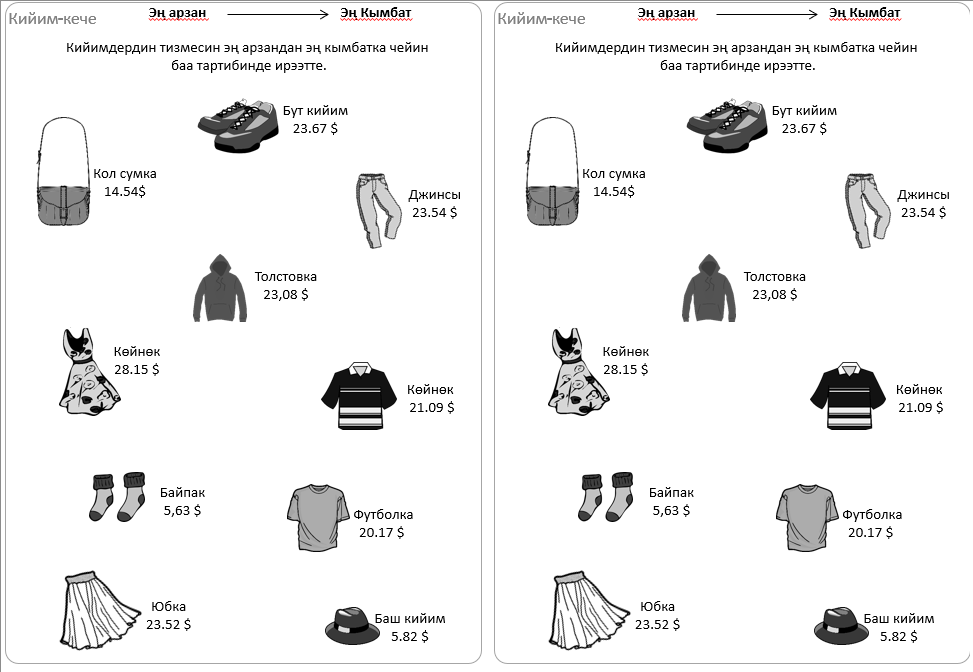 Кийим-кече
Эң арзан
Эң Кымбат
Кийимдердин тизмесин эң арзандан эң кымбатка чейин
баа тартибинде ирээтте.
Бут кийим
23.67 $
Кол сумка
14.54$
Джинсы
23.54 $
Толстовка
23,08 $
Көйнөк
28.15 $
Көйнөк
21.09 $
Байпак
5,63 $
Футболка
20.17 $
Юбка
23.52 $
Баш кийим
5.82 $
Кийим-кече
Эң арзан
Эң Кымбат
Кийимдердин тизмесин эң арзандан эң кымбатка чейин
баа тартибинде ирээтте.
Бут кийим
23.67 $
Кол сумка
14.54$
Джинсы
23.54 $
Толстовка
23,08 $
Көйнөк
28.15 $
Көйнөк
21.09 $
Байпак
5,63 $
Футболка
20.17 $
Юбка
23.52 $
Баш кийим
5.82 $